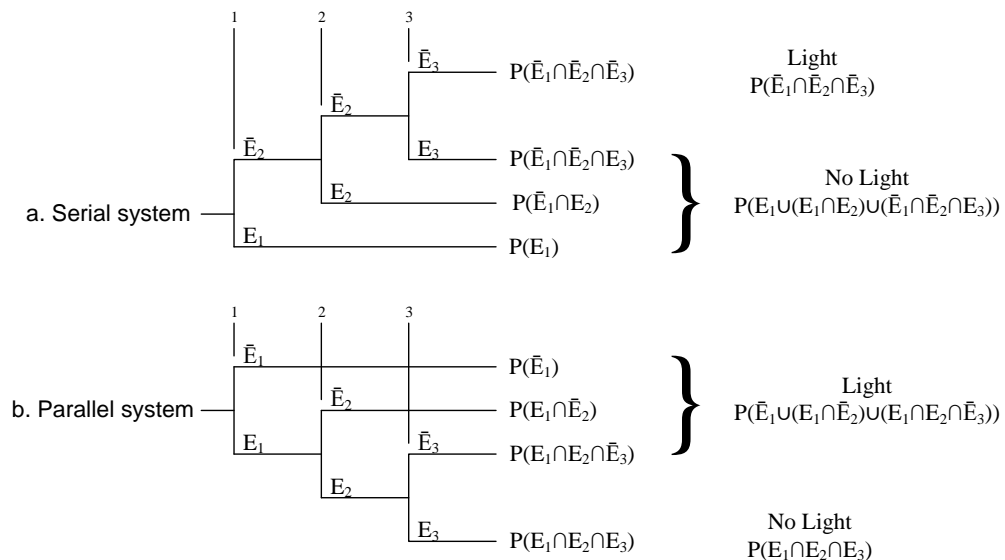 1 2 3
Ē₃ P(Ē₁∩Ē₂∩Ē₃) Light
P(Ē₁∩Ē₂∩Ē₃)
Ē₂
Ē₂ E₃ P(Ē₁∩Ē₂∩E₃)
No Light
E₂ P(Ē₁∩E₂) P(E₁∪(E₁∩E₂)∪(Ē₁∩Ē₂∩E₃))
a. Serial system
E₁ P(E₁)
1 2 3
Ē₁ P(Ē₁)
Light
b. Parallel system Ē₂ P(E₁∩Ē₂) P(Ē₁∪(E₁∩Ē₂)∪(E₁∩E₂∩Ē₃))
E₁ Ē₃ P(E₁∩E₂∩Ē₃)
E₂
No Light
E₃ P(E₁∩E₂∩E₃) P(E₁∩E₂∩E₃)